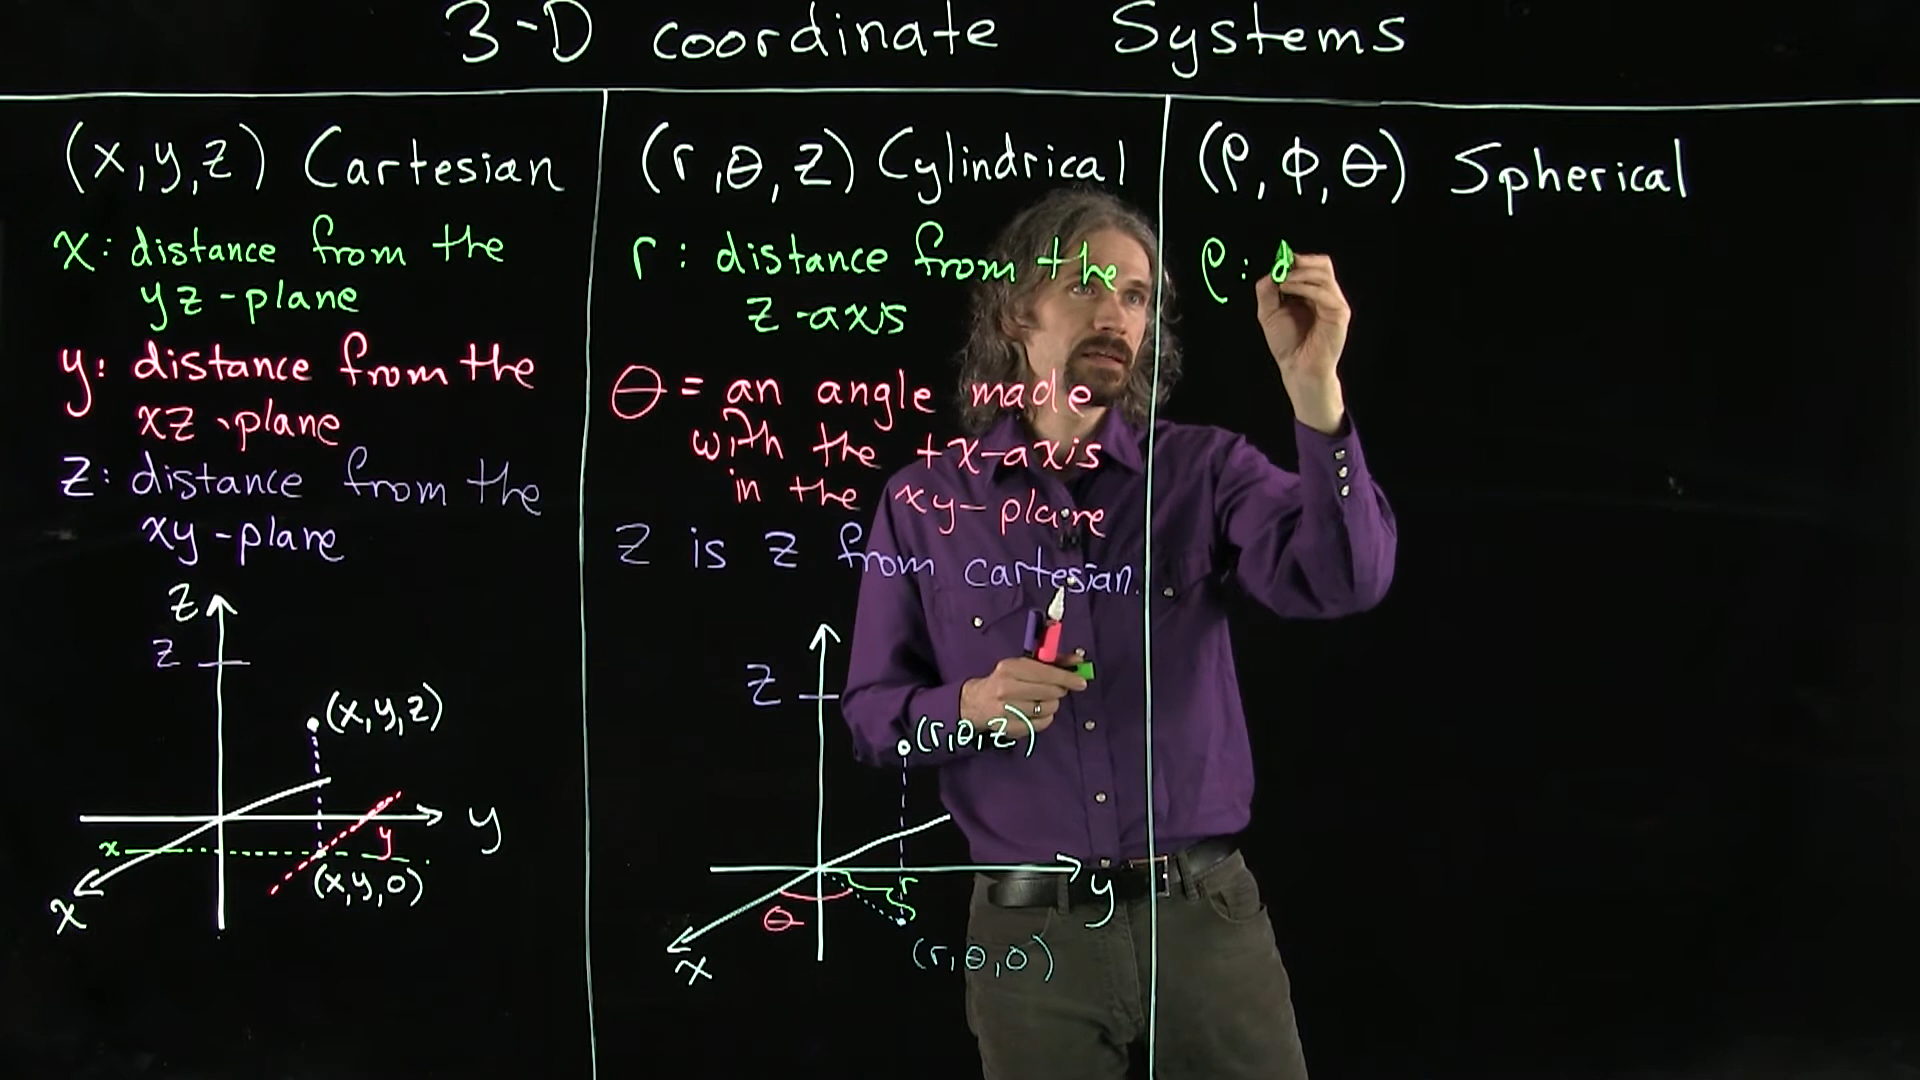 3-D coordinate Systems
(x,y,z) Cartesian
x: distance from the
yz-plane
y: distance from the
xz-plane
z: distance from the
xy-plane
z
z
(x,y,z)
y
x
y
(x,y,0)
x
(r,θ,z) Cylindrical
r: distance from the
z-axis
θ = an angle made
with the +x-axis
in the xy-plane
z is z from cartesian.
z
(r,θ,z)
r
y
θ
(r,θ,0)
x
(ρ,φ,θ) Spherical
ρ: d